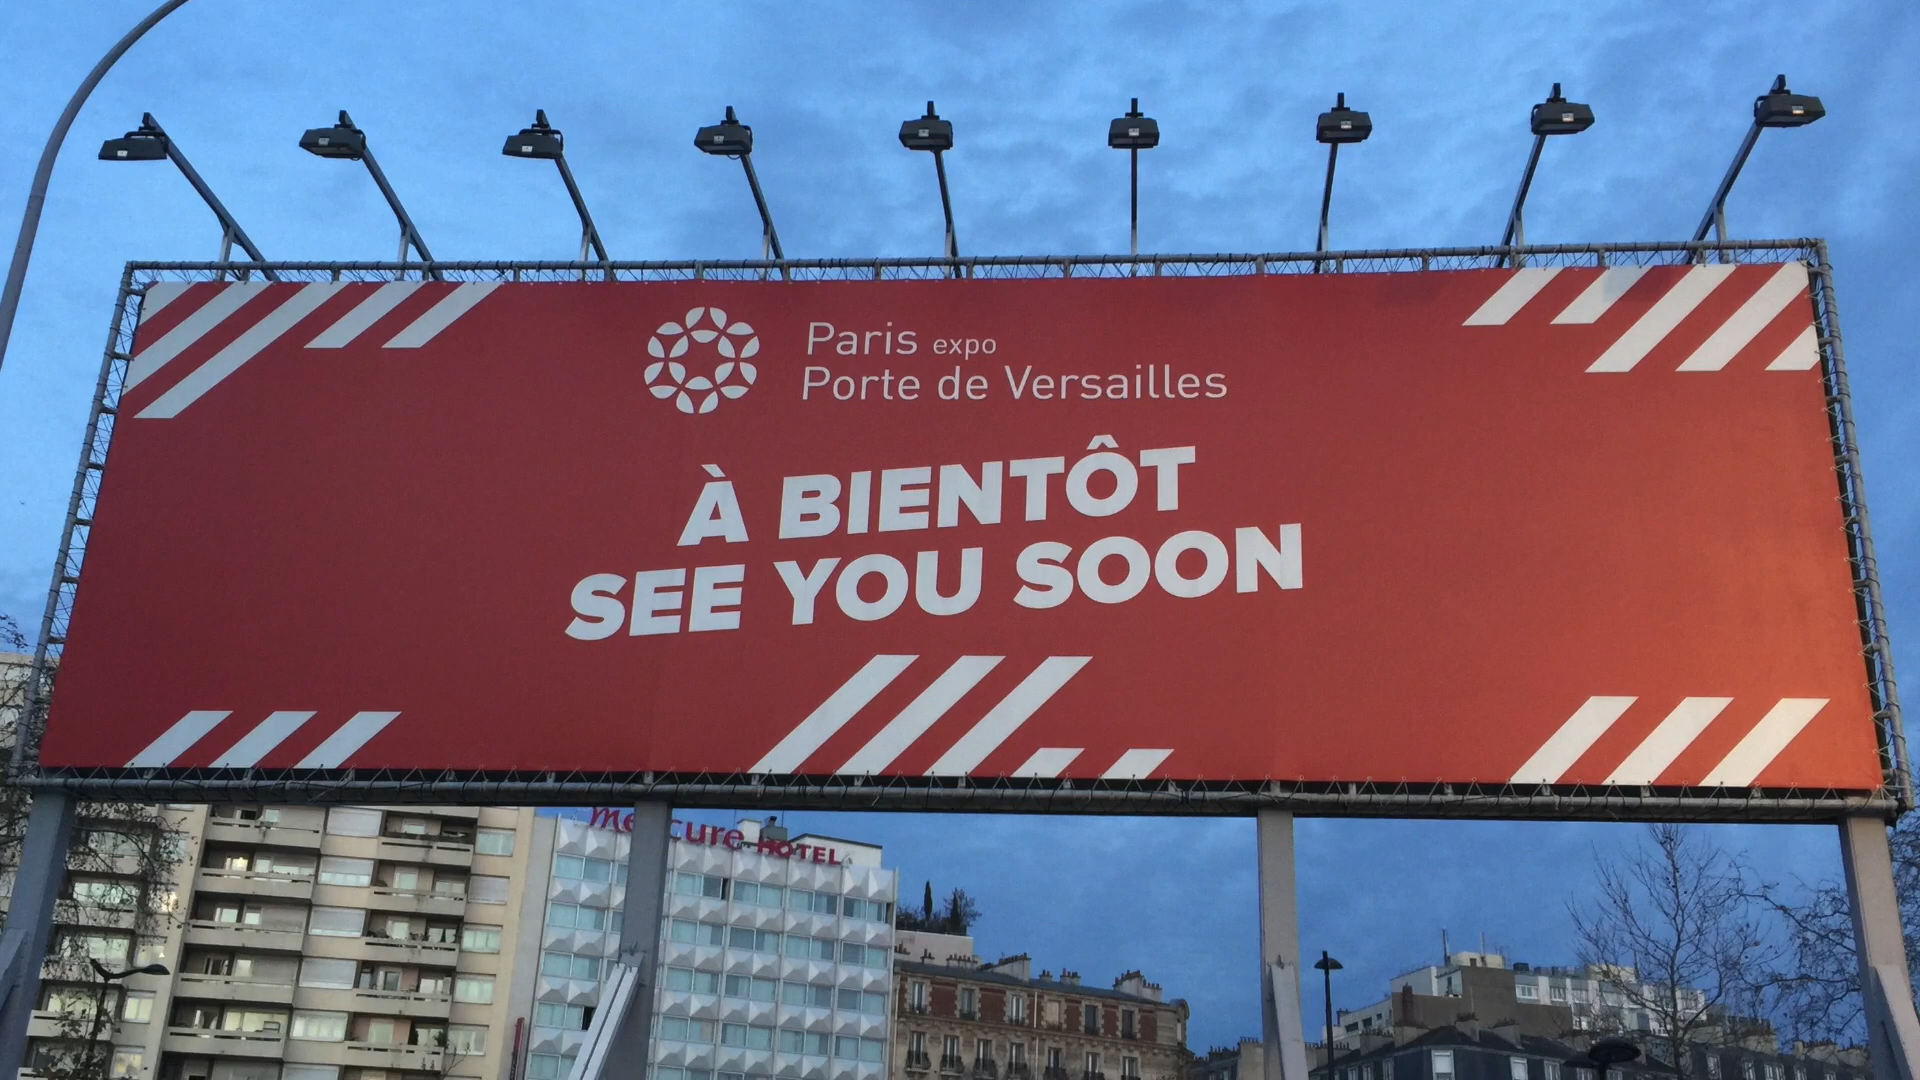 Paris expo
Porte de Versailles
À BIENTÔT
SEE YOU SOON
Mercure HOTEL